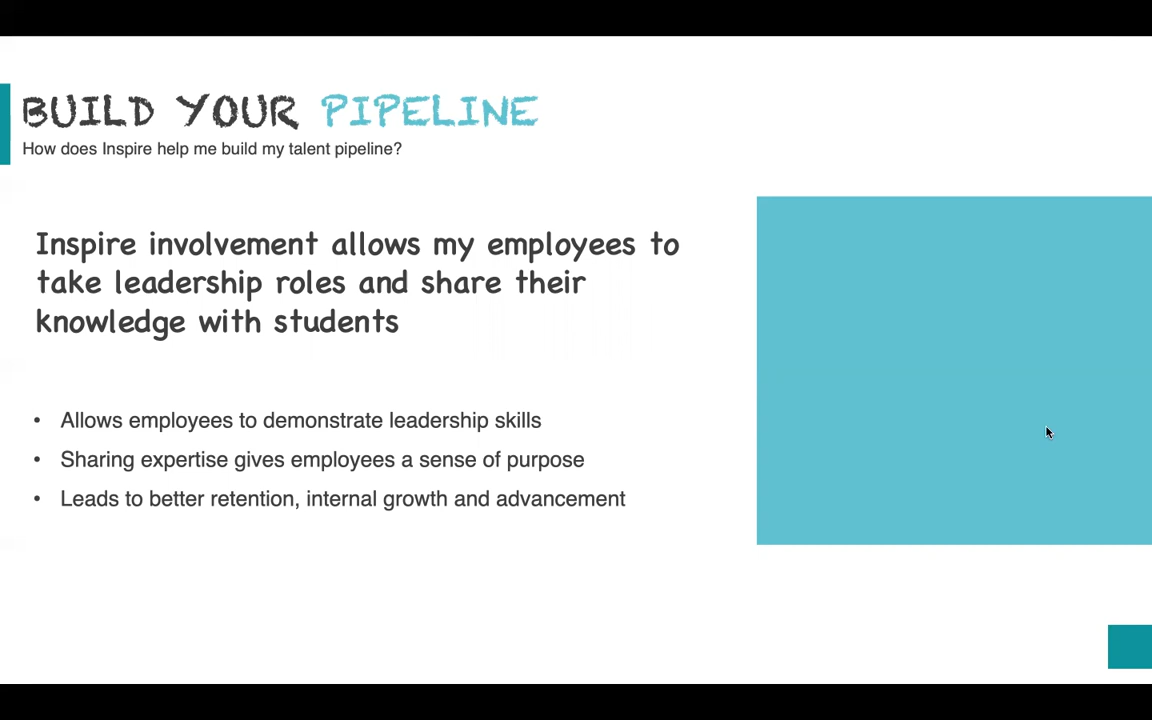 BUILD YOUR PIPELINE
How does Inspire help me build my talent pipeline?
Inspire involvement allows my employees to
take leadership roles and share their
knowledge with students
• Allows employees to demonstrate leadership skills
• Sharing expertise gives employees a sense of purpose
• Leads to better retention, internal growth and advancement